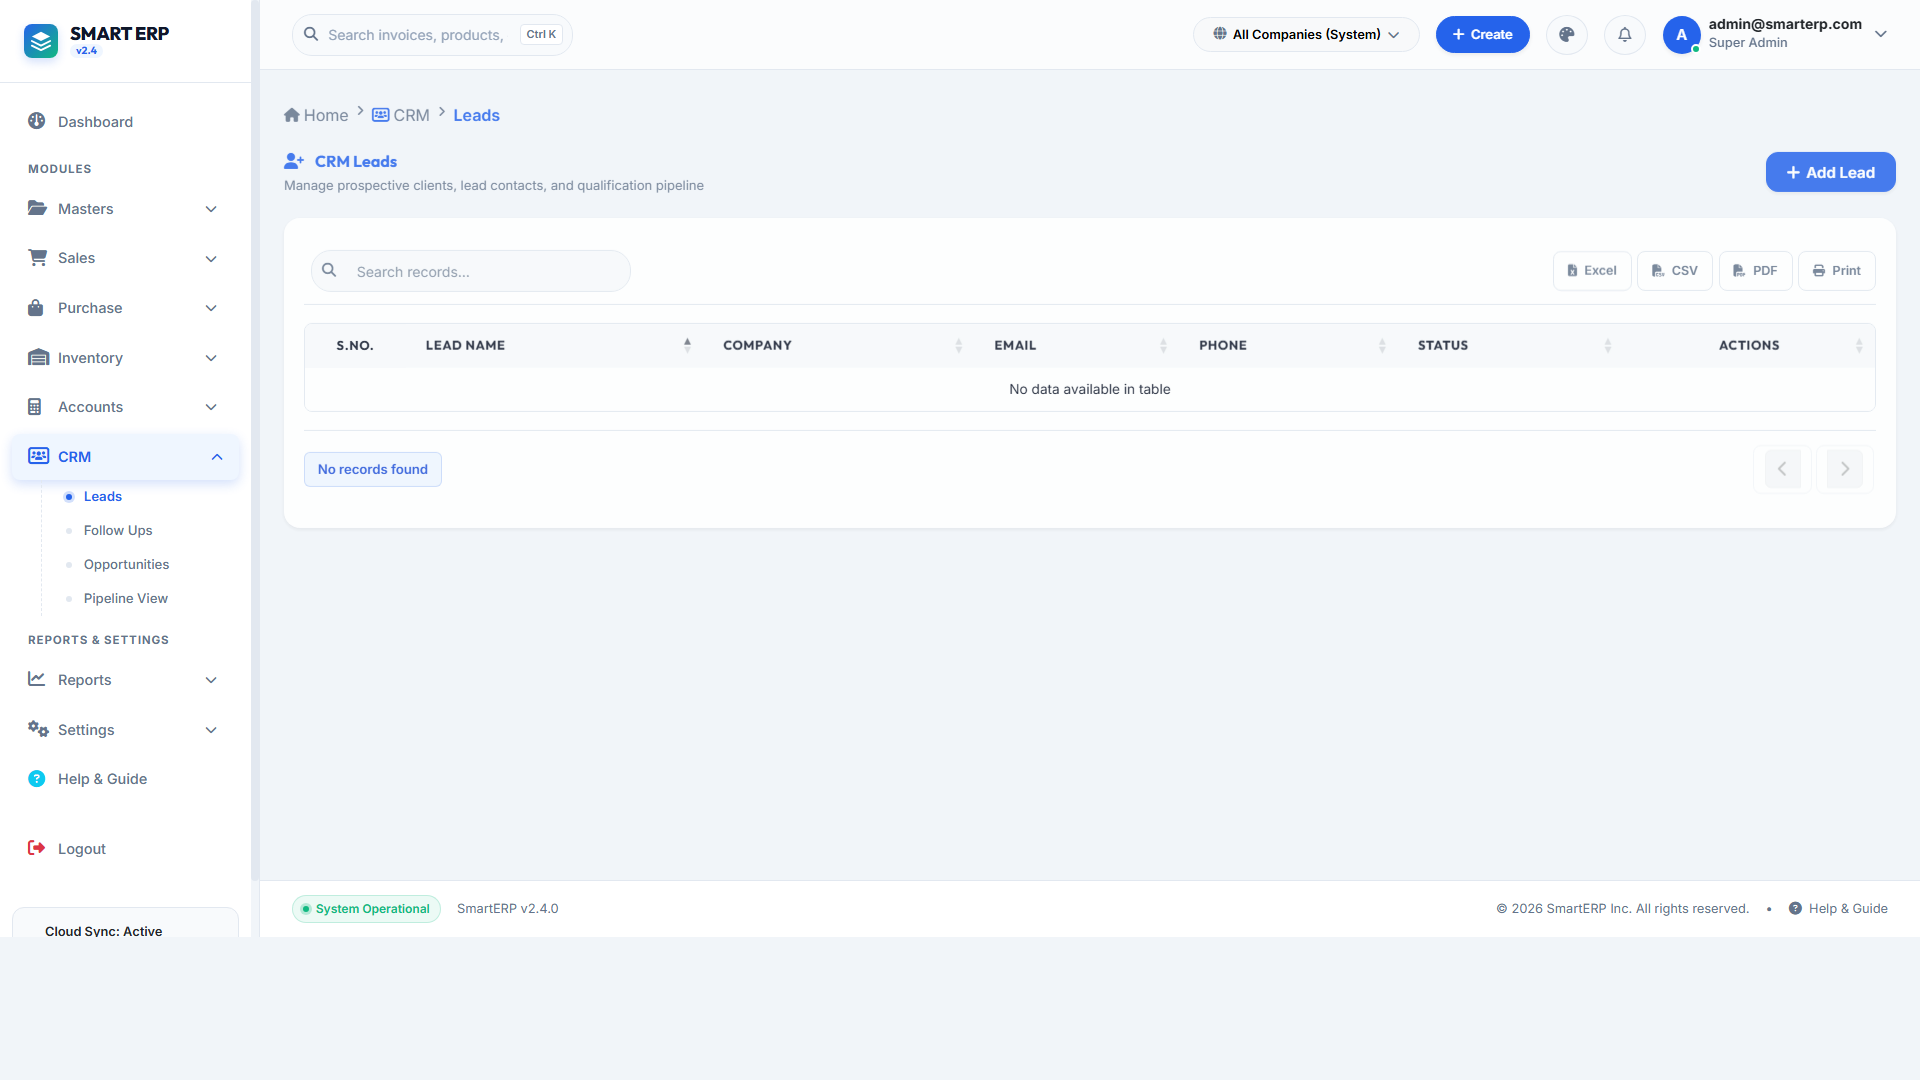 SMART ERP
v2.4
Search invoices, products,
Ctrl K
All Companies (System)
Create
A
admin@smarterp.com
Super Admin
Dashboard
MODULES
Masters
Sales
Purchase
Inventory
Accounts
CRM
Leads
Follow Ups
Opportunities
Pipeline View
REPORTS & SETTINGS
Reports
Settings
Help & Guide
Logout
Cloud Sync: Active
Home > CRM > Leads
CRM Leads
Manage prospective clients, lead contacts, and qualification pipeline
+ Add Lead
Search records...
Excel
CSV
PDF
Print
S.NO. LEAD NAME COMPANY EMAIL PHONE STATUS ACTIONS
No data available in table
No records found
System Operational
SmartERP v2.4.0
© 2026 SmartERP Inc. All rights reserved. • Help & Guide